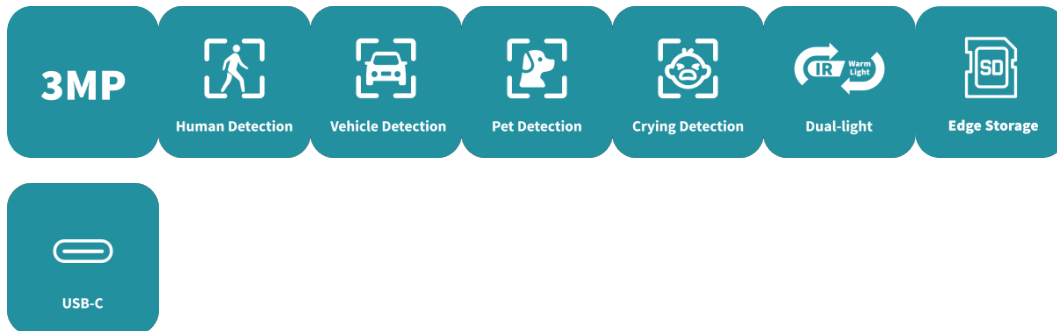 3MP
Human Detection
Vehicle Detection
Pet Detection
Crying Detection
IR
Warm
Light
Dual-light
SD
Edge Storage
USB-C